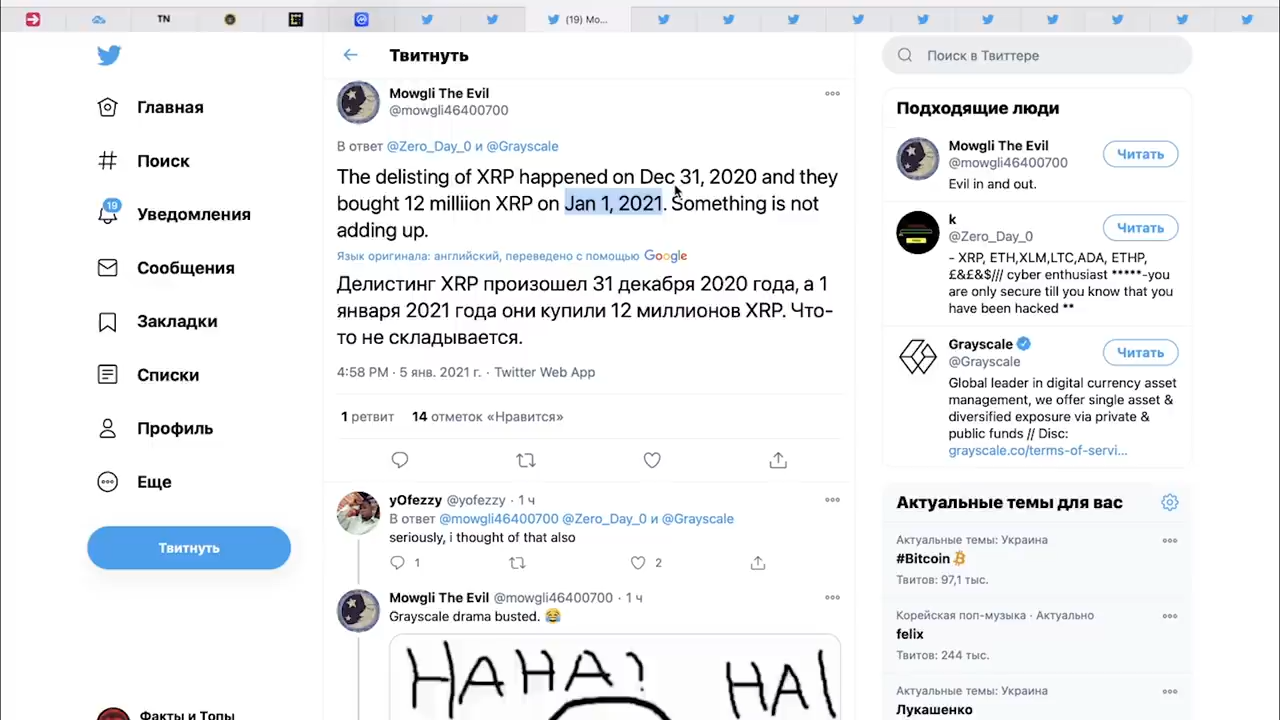 TN
(19) Mo...
Главная
Поиск
19
Уведомления
Сообщения
Закладки
Списки
Профиль
Еще
Твитнуть
Факты и Топы
Твитнуть
Mowgli The Evil
@mowgli46400700
В ответ @Zero_Day_0 и @Grayscale
The delisting of XRP happened on Dec 31, 2020 and they
bought 12 milliion XRP on Jan 1, 2021. Something is not
adding up.
Язык оригинала: английский, переведено с помощью Google
Делистинг XRP произошел 31 декабря 2020 года, а 1
января 2021 года они купили 12 миллионов XRP. Что-
то не складывается.
4:58 PM · 5 янв. 2021 г. · Twitter Web App
1 ретвит 14 отметок «Нравится»
yOfezzy @yofezzy · 1 ч
В ответ @mowgli46400700 @Zero_Day_0 и @Grayscale
seriously, i thought of that also
1 2
Mowgli The Evil @mowgli46400700 · 1 ч
Grayscale drama busted. 😂
HAHA? HA!
Поиск в Твиттере
Подходящие люди
Mowgli The Evil
@mowgli46400700
Читать
Evil in and out.
k
@Zero_Day_0
Читать
- XRP, ETH,XLM,LTC,ADA, ETHP,
£&£&$/// cyber enthusiast *****-you
are only secure till you know that you
have been hacked **
Grayscale
@Grayscale
Читать
Global leader in digital currency asset
management, we offer single asset &
diversified exposure via private &
public funds // Disc:
grayscale.co/terms-of-servi...
Актуальные темы для вас
Актуальные темы: Украина
#Bitcoin
Твитов: 97,1 тыс.
Корейская поп-музыка · Актуально
felix
Твитов: 244 тыс.
Актуальные темы: Украина
Лукашенко